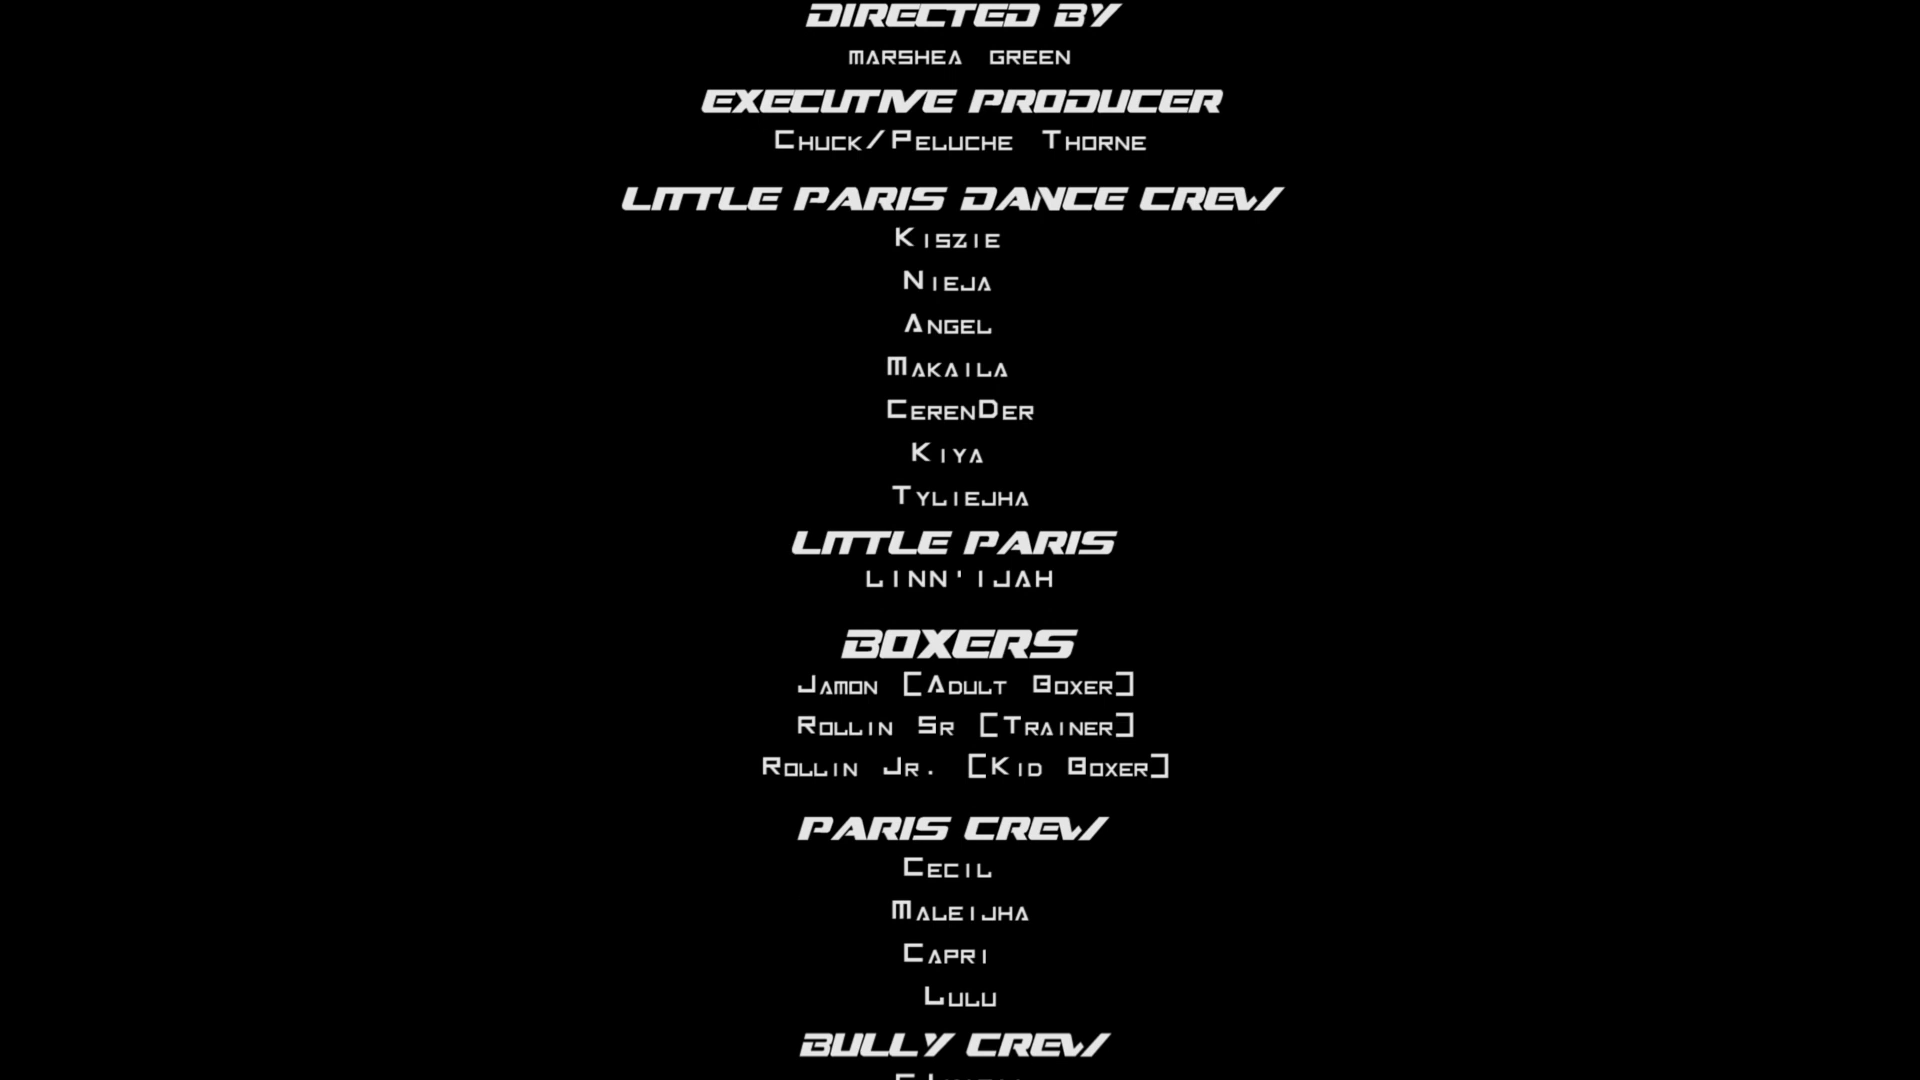 DIRECTED BY
MARSHEA GREEN
EXECUTIVE PRODUCER
Chuck/Peluche Thorne
LITTLE PARIS DANCE CREW
Kiszie
Nieja
Angel
Makaila
CerenDer
Kiya
Tyliejha
LITTLE PARIS
LINN'IJAH
BOXERS
Jamon [Adult Boxer]
Rollin Sr [Trainer]
Rollin Jr. [Kid Boxer]
PARIS CREW
Cecil
Maleijha
Capri
Lulu
BULLY CREW